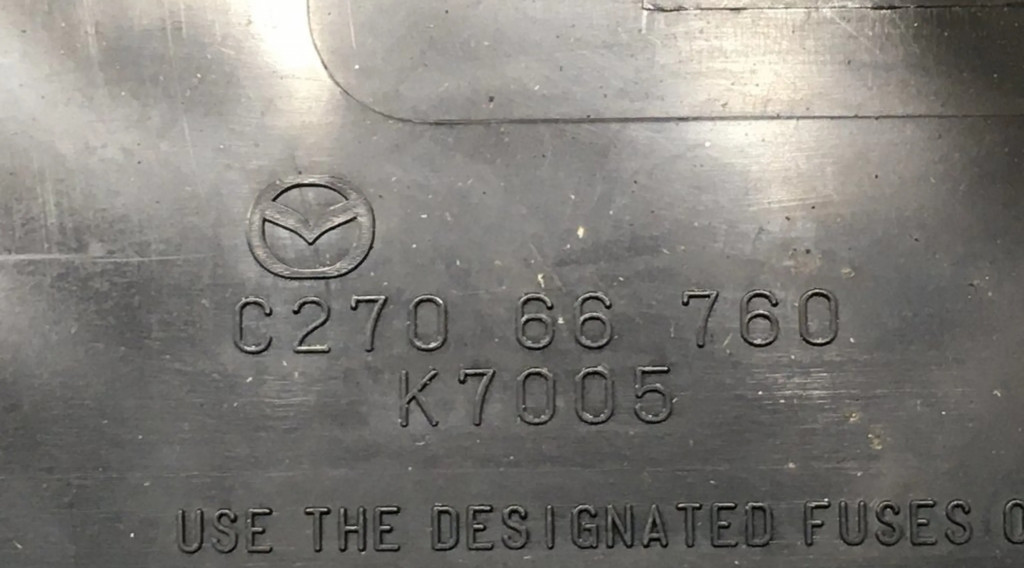 C270 66 760
K7005
USE THE DESIGNATED FUSES